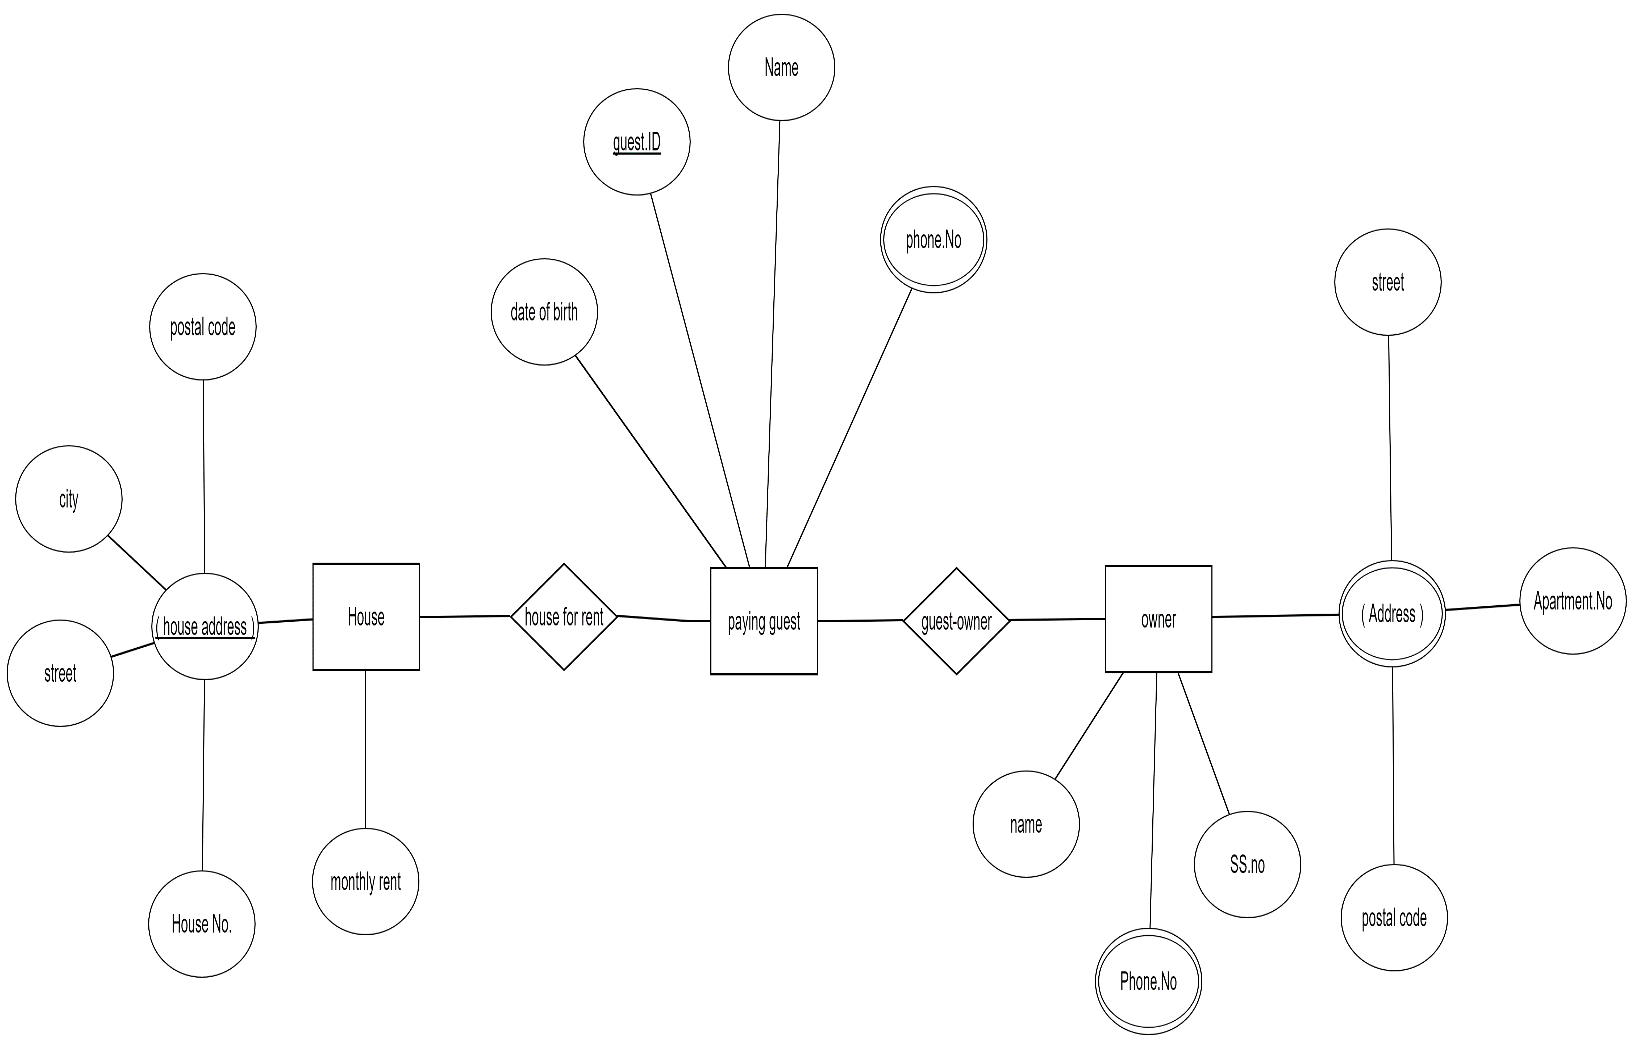 Name
guest.ID
phone.No
date of birth
street
postal code
city
( house address )
street
House No.
House
monthly rent
house for rent
paying guest
guest-owner
owner
( Address )
Apartment.No
name
SS.no
Phone.No
postal code